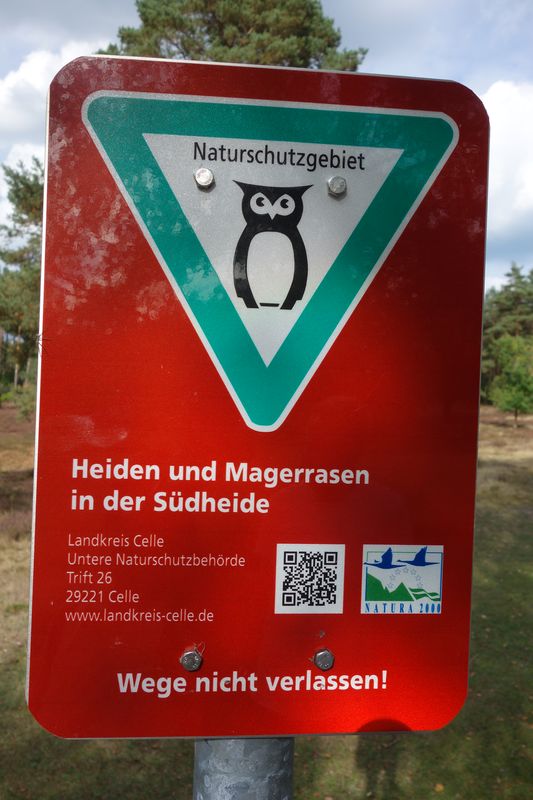 Naturschutzgebiet
Heiden und Magerrasen
in der Südheide
Landkreis Celle
Untere Naturschutzbehörde
Trift 26
29221 Celle
www.landkreis-celle.de
NATURA 2000
Wege nicht verlassen!